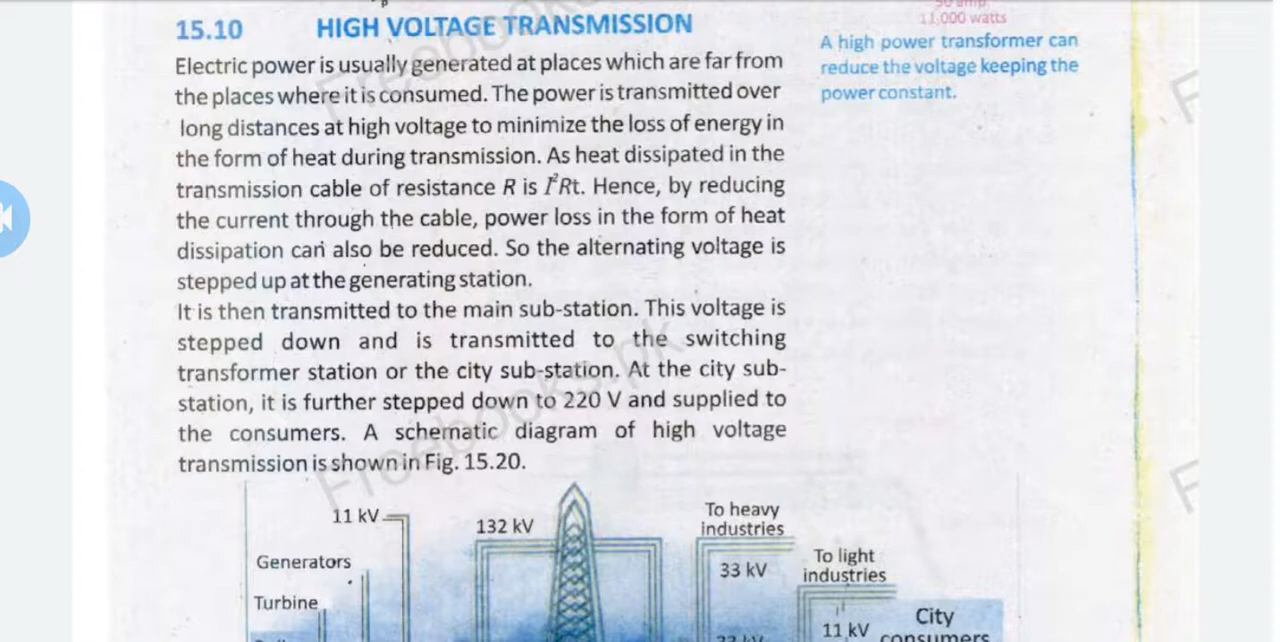 15.10 HIGH VOLTAGE TRANSMISSION
Electric power is usually generated at places which are far from
the places where it is consumed. The power is transmitted over
long distances at high voltage to minimize the loss of energy in
the form of heat during transmission. As heat dissipated in the
transmission cable of resistance R is I²Rt. Hence, by reducing
the current through the cable, power loss in the form of heat
dissipation can also be reduced. So the alternating voltage is
stepped up at the generating station.
It is then transmitted to the main sub-station. This voltage is
stepped down and is transmitted to the switching
transformer station or the city sub-station. At the city sub-
station, it is further stepped down to 220 V and supplied to
the consumers. A schematic diagram of high voltage
transmission is shown in Fig. 15.20.
11,000 watts
A high power transformer can
reduce the voltage keeping the
power constant.
11 kV
132 kV
To heavy
industries
Generators
33 kV
To light
industries
Turbine
11 kV
City
consumers
Freebooks.pk